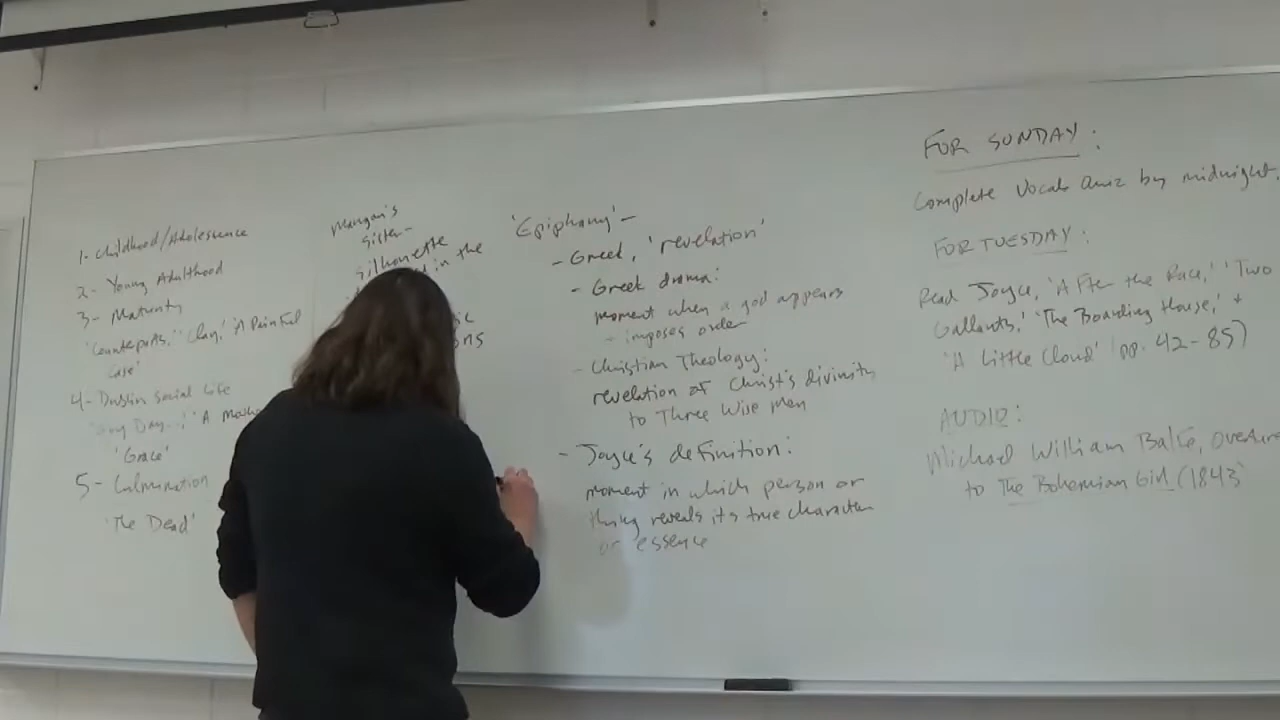 1- Childhood/Adolescence
2- Young Adulthood
3- Maturity
'Counterparts,' 'Clay,' 'A Painful
Case'
4- Dublin Social Life
Day...,' 'A
'Grace'
5- Culmination
'The Dead'
Mangan's
Sister-
silhouette
in the
'Epiphany'-
- Greek, 'revelation'
- Greek drama:
moment when a god appears
- imposes order
- Christian Theology:
revelation of Christ's divinity
to Three Wise Men
- Joyce's definition:
moment in which person or
thing reveals its true character
or essence
FOR SUNDAY:
Complete Vocab Quiz by midnight.
FOR TUESDAY:
Read Joyce, 'After the Race,' 'Two
Gallants,' 'The Boarding House,' +
'A Little Cloud' (pp. 42-85)
AUDIO:
Michael William Balfe, Overture
to The Bohemian Girl (1843